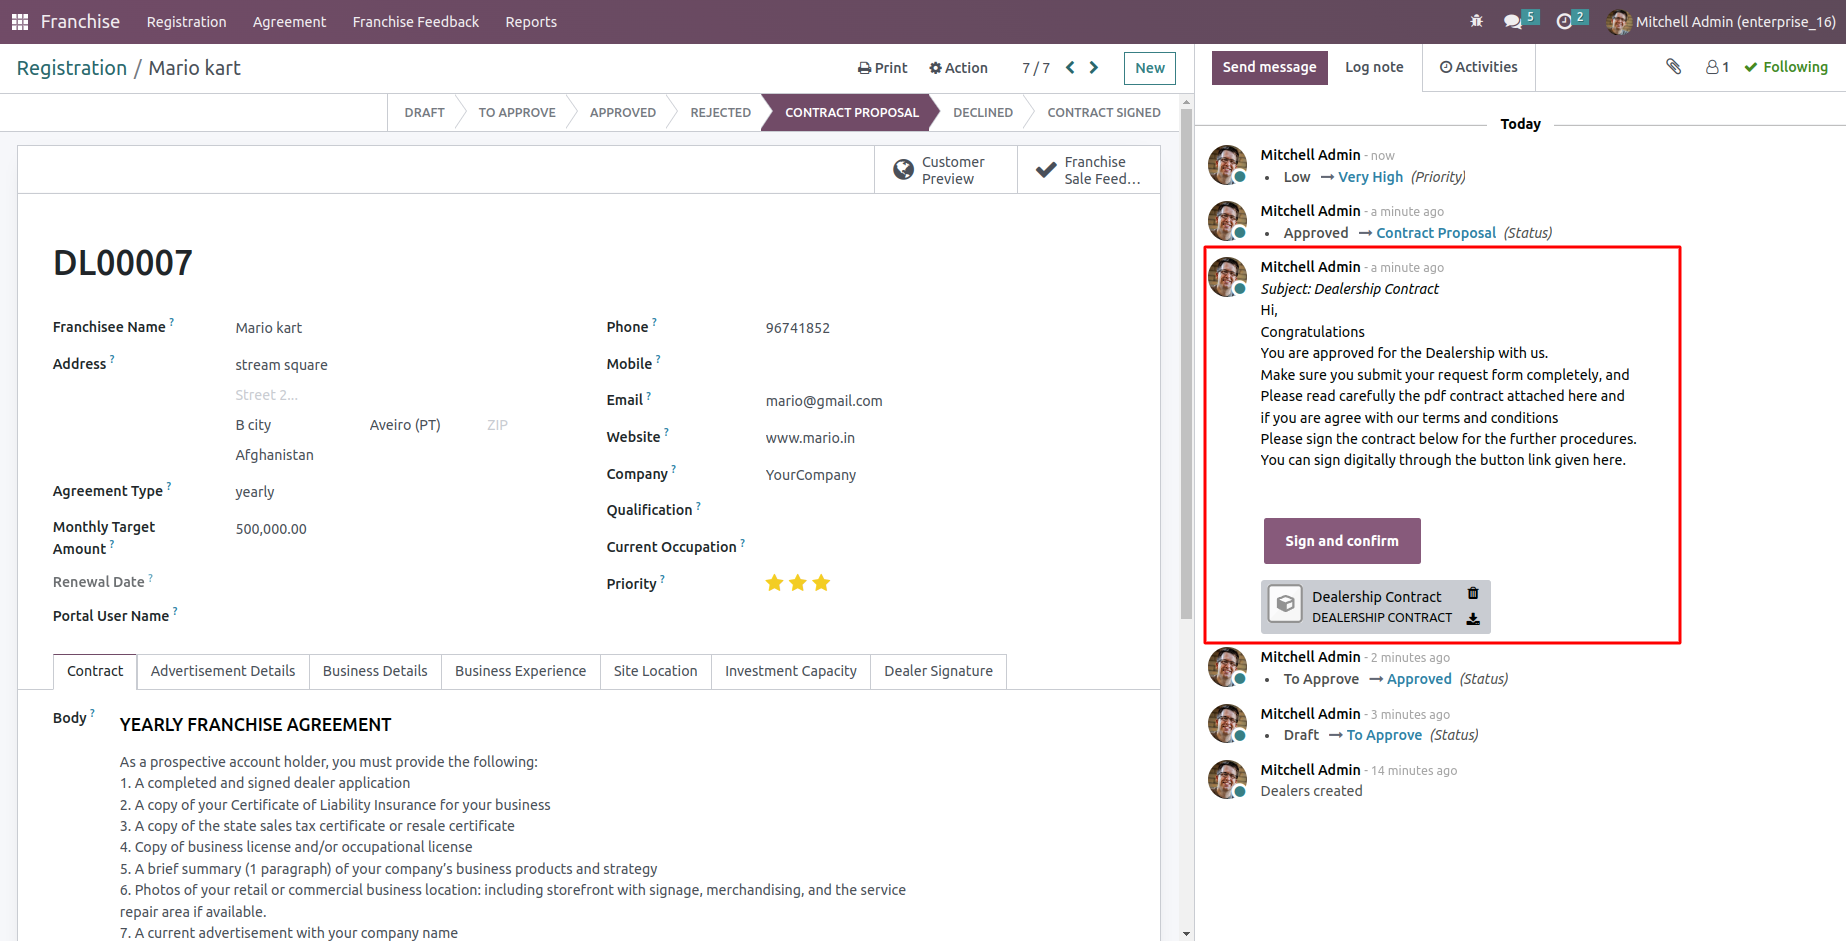 Franchise Registration Agreement Franchise Feedback Reports 5 2 Mitchell Admin (enterprise_16)
Registration / Mario kart Print Action 7 / 7 New
DRAFT TO APPROVE APPROVED REJECTED CONTRACT PROPOSAL DECLINED CONTRACT SIGNED
Customer Preview
Franchise Sale Feed...
DL00007
Franchisee Name ? Mario kart
Address ? stream square
Street 2...
B city Aveiro (PT) ZIP
Afghanistan
Agreement Type ? yearly
Monthly Target
Amount ? 500,000.00
Renewal Date ?
Portal User Name ?
Phone ? 96741852
Mobile ?
Email ? mario@gmail.com
Website ? www.mario.in
Company ? YourCompany
Qualification ?
Current Occupation ?
Priority ?
Contract Advertisement Details Business Details Business Experience Site Location Investment Capacity Dealer Signature
Body ? YEARLY FRANCHISE AGREEMENT
As a prospective account holder, you must provide the following:
1. A completed and signed dealer application
2. A copy of your Certificate of Liability Insurance for your business
3. A copy of the state sales tax certificate or resale certificate
4. Copy of business license and/or occupational license
5. A brief summary (1 paragraph) of your company's business products and strategy
6. Photos of your retail or commercial business location: including storefront with signage, merchandising, and the service
repair area if available.
7. A current advertisement with your company name
Send message Log note Activities 1 Following
Today
Mitchell Admin - now
• Low → Very High (Priority)
Mitchell Admin - a minute ago
• Approved → Contract Proposal (Status)
Mitchell Admin - a minute ago
Subject: Dealership Contract
Hi,
Congratulations
You are approved for the Dealership with us.
Make sure you submit your request form completely, and
Please read carefully the pdf contract attached here and
if you are agree with our terms and conditions
Please sign the contract below for the further procedures.
You can sign digitally through the button link given here.
Sign and confirm
Dealership Contract
DEALERSHIP CONTRACT
Mitchell Admin - 2 minutes ago
• To Approve → Approved (Status)
Mitchell Admin - 3 minutes ago
• Draft → To Approve (Status)
Mitchell Admin - 14 minutes ago
Dealers created